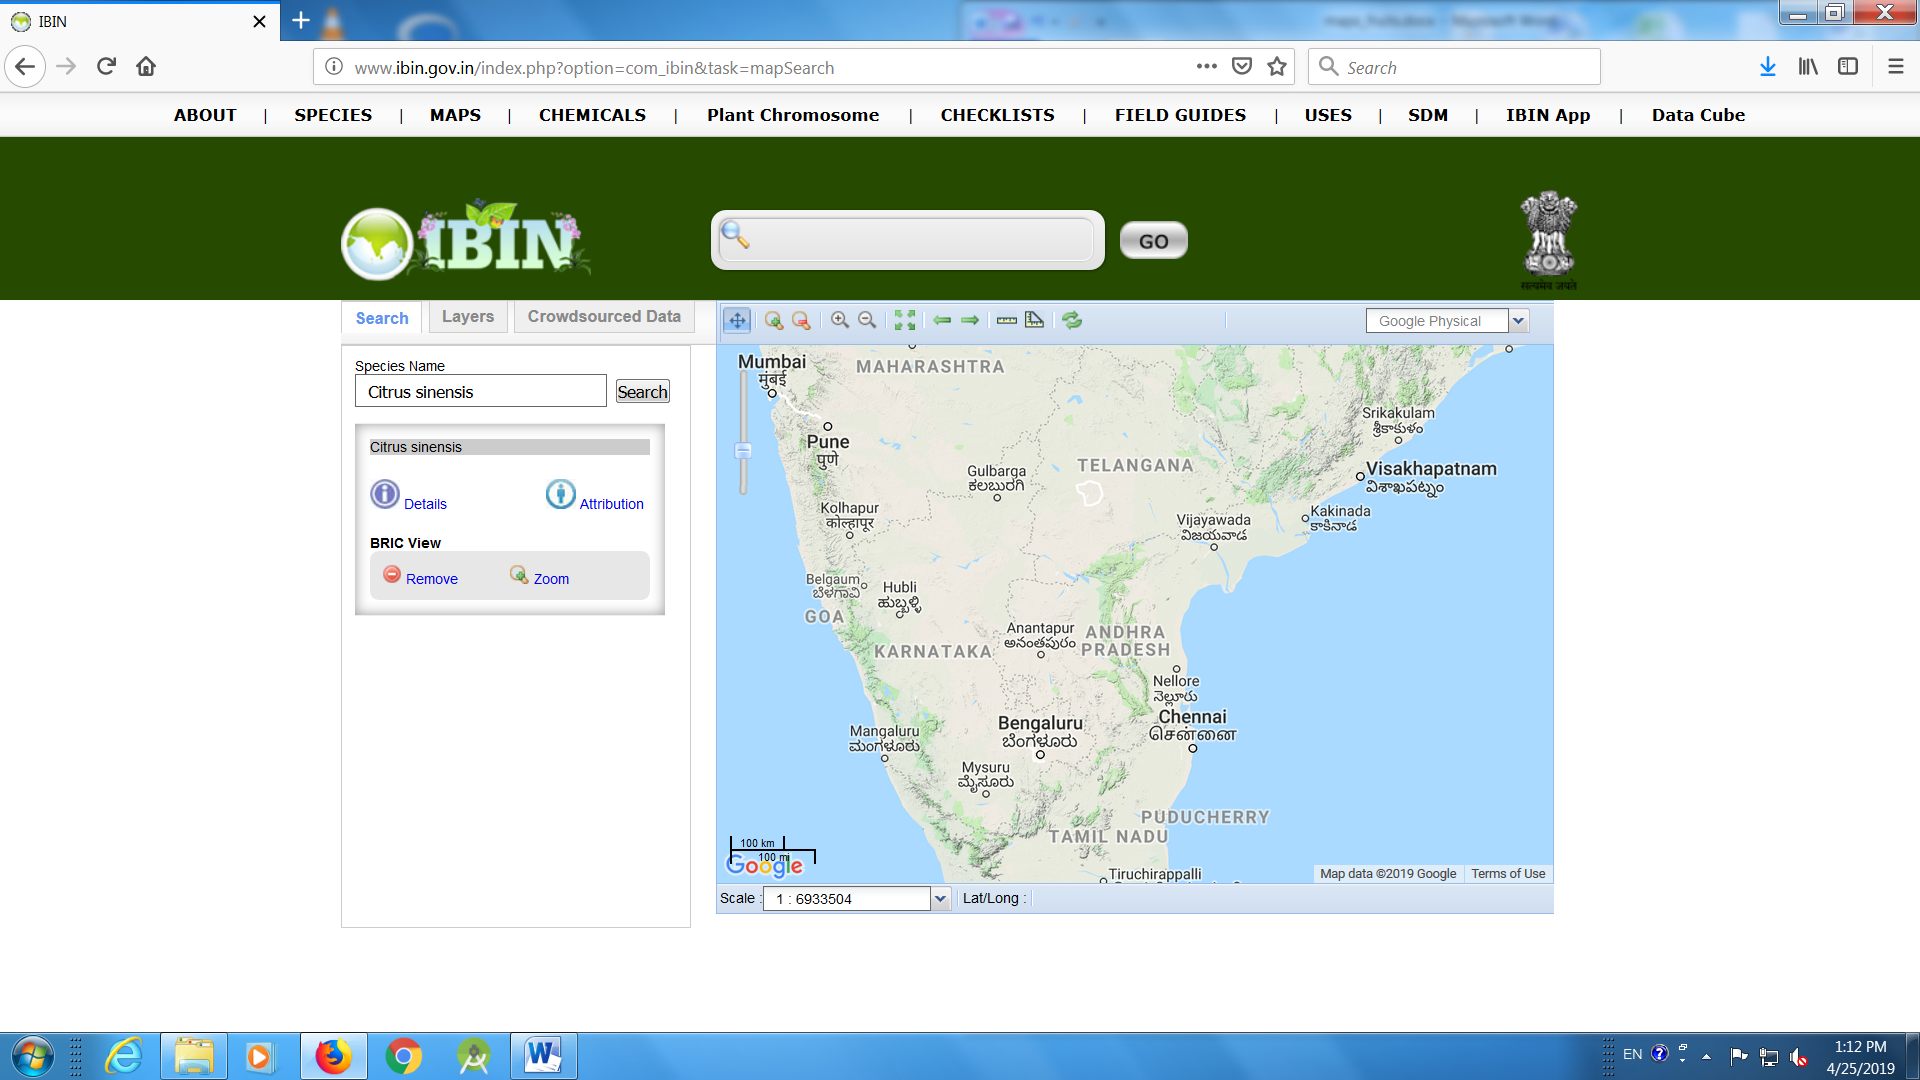 IBIN
www.ibin.gov.in/index.php?option=com_ibin&task=mapSearch
Search
ABOUT | SPECIES | MAPS | CHEMICALS | Plant Chromosome | CHECKLISTS | FIELD GUIDES | USES | SDM | IBIN App | Data Cube
IBIN
GO
सत्यमेव जयते
Search
Layers
Crowdsourced Data
Google Physical
Species Name
Citrus sinensis
Search
Citrus sinensis
Details
Attribution
BRIC View
Remove
Zoom
Mumbai
मुंबई
MAHARASHTRA
Srikakulam
శ్రీకాకుళం
Pune
पुणे
Gulbarga
ಕಲಬುರಗಿ
TELANGANA
Visakhapatnam
విశాఖపట్నం
Kolhapur
कोल्हापूर
Vijayawada
విజయవాడ
Kakinada
కాకినాడ
Belgaum
ಬೆಳಗಾವಿ
Hubli
ಹುಬ್ಬಳ್ಳಿ
GOA
Anantapur
అనంతపురం
ANDHRA
PRADESH
KARNATAKA
Nellore
నెల్లూరు
Bengaluru
ಬೆಂಗಳೂರು
Chennai
சென்னை
Mangaluru
ಮಂಗಳೂರು
Mysuru
ಮೈಸೂರು
PUDUCHERRY
TAMIL NADU
Tiruchirappalli
100 km
100 mi
Google
Map data ©2019 Google
Terms of Use
Scale :
1 : 6933504
Lat/Long :
EN
1:12 PM
4/25/2019